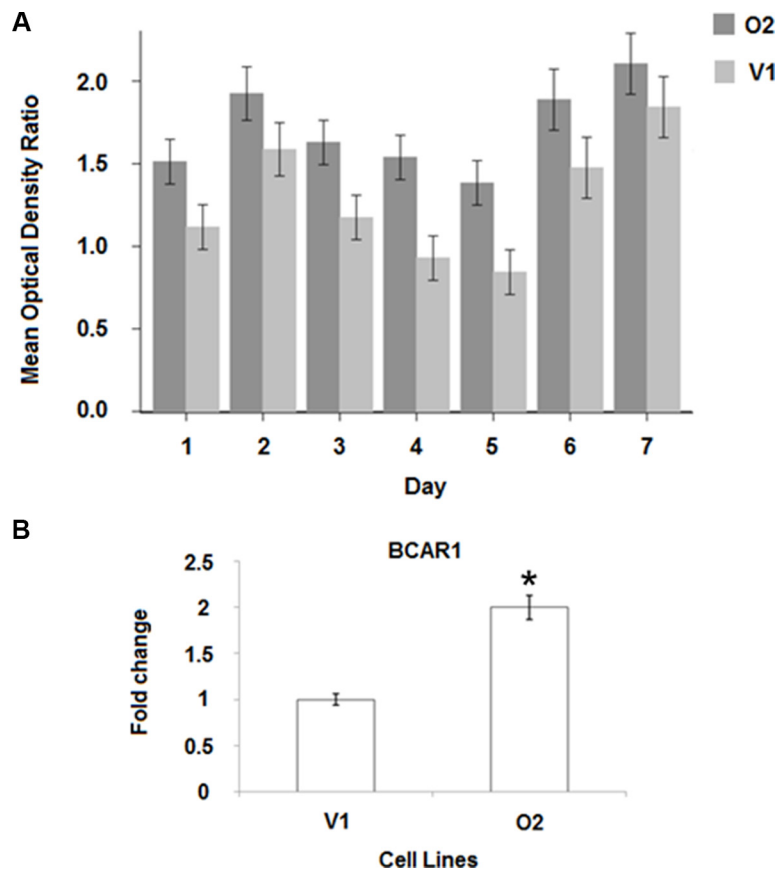 A
O2
V1
Mean Optical Density Ratio
2.0
1.5
1.0
0.5
0.0
1 2 3 4 5 6 7
Day
B
BCAR1
*
Fold change
2.5
2
1.5
1
0.5
0
V1 O2
Cell Lines